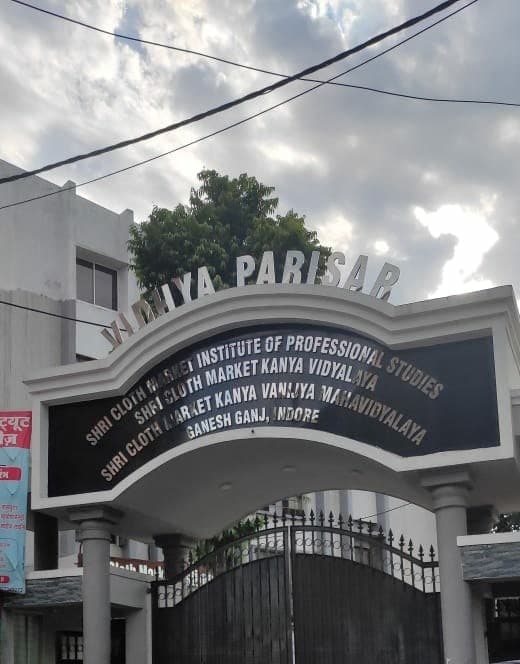 VIDHYA PARISAR
SHRI CLOTH MARKET INSTITUTE OF PROFESSIONAL STUDIES
SHRI CLOTH MARKET KANYA VIDYALAYA
SHRI CLOTH MARKET KANYA VANIJYA MAHAVIDYALAYA
GANESH GANJ, INDORE